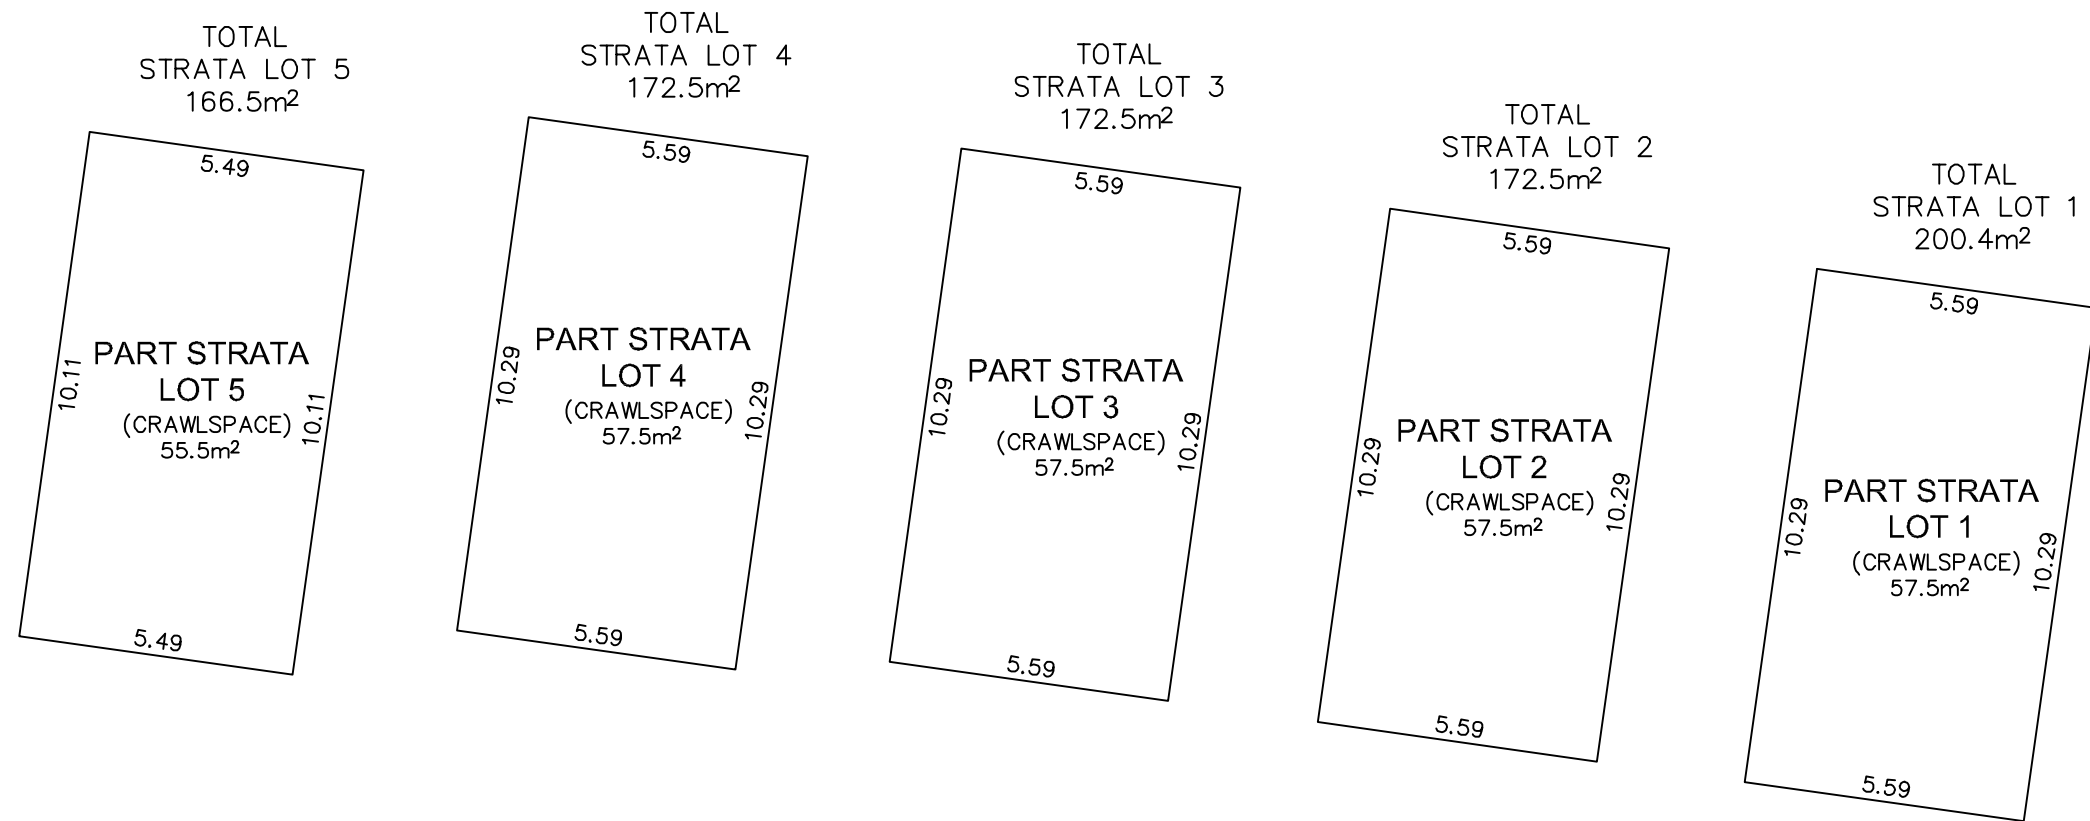 TOTAL
STRATA LOT 5
166.5m²
5.49
10.11
PART STRATA
LOT 5
(CRAWLSPACE)
55.5m²
10.11
5.49
TOTAL
STRATA LOT 4
172.5m²
5.59
10.29
PART STRATA
LOT 4
(CRAWLSPACE)
57.5m²
10.29
5.59
TOTAL
STRATA LOT 3
172.5m²
5.59
10.29
PART STRATA
LOT 3
(CRAWLSPACE)
57.5m²
10.29
5.59
TOTAL
STRATA LOT 2
172.5m²
5.59
10.29
PART STRATA
LOT 2
(CRAWLSPACE)
57.5m²
10.29
5.59
TOTAL
STRATA LOT 1
200.4m²
5.59
10.29
PART STRATA
LOT 1
(CRAWLSPACE)
57.5m²
10.29
5.59